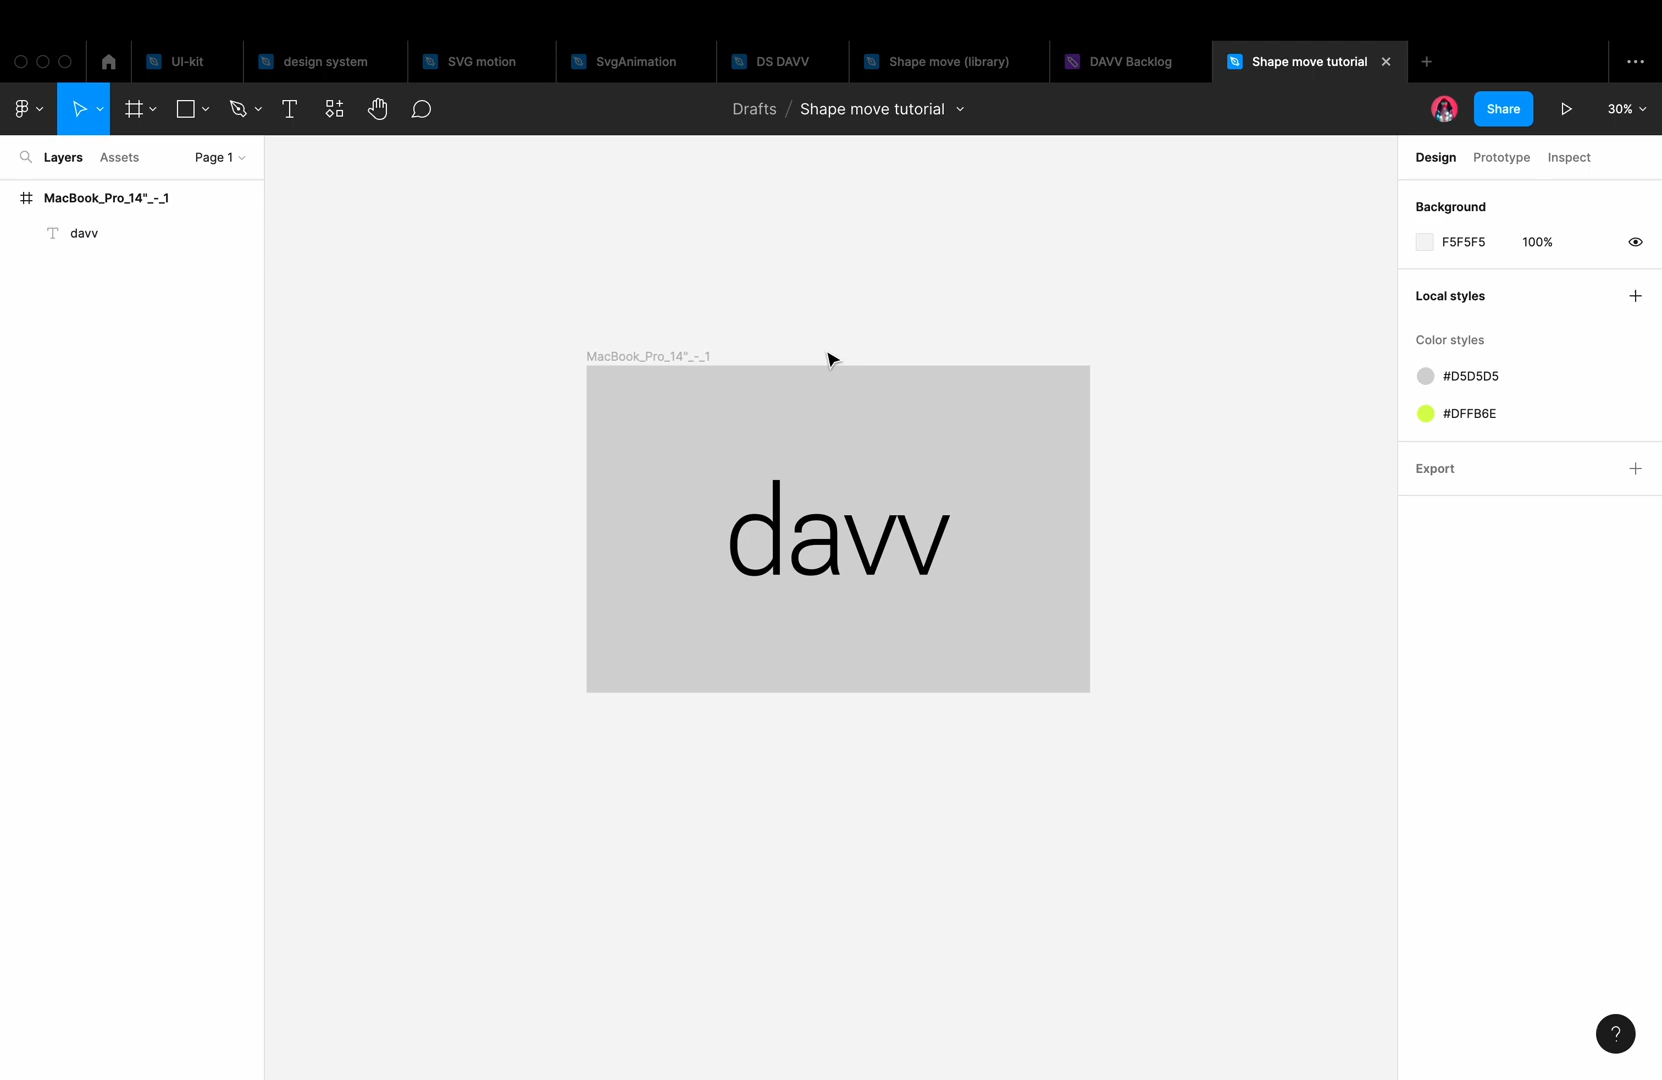 UI-kit
design system
SVG motion
SvgAnimation
DS DAVV
Shape move (library)
DAVV Backlog
Shape move tutorial
Drafts / Shape move tutorial
Share
30%
Layers
Assets
Page 1
MacBook_Pro_14"_-_1
davv
MacBook_Pro_14"_-_1
davv
Design
Prototype
Inspect
Background
F5F5F5
100%
Local styles
Color styles
#D5D5D5
#DFFB6E
Export
?